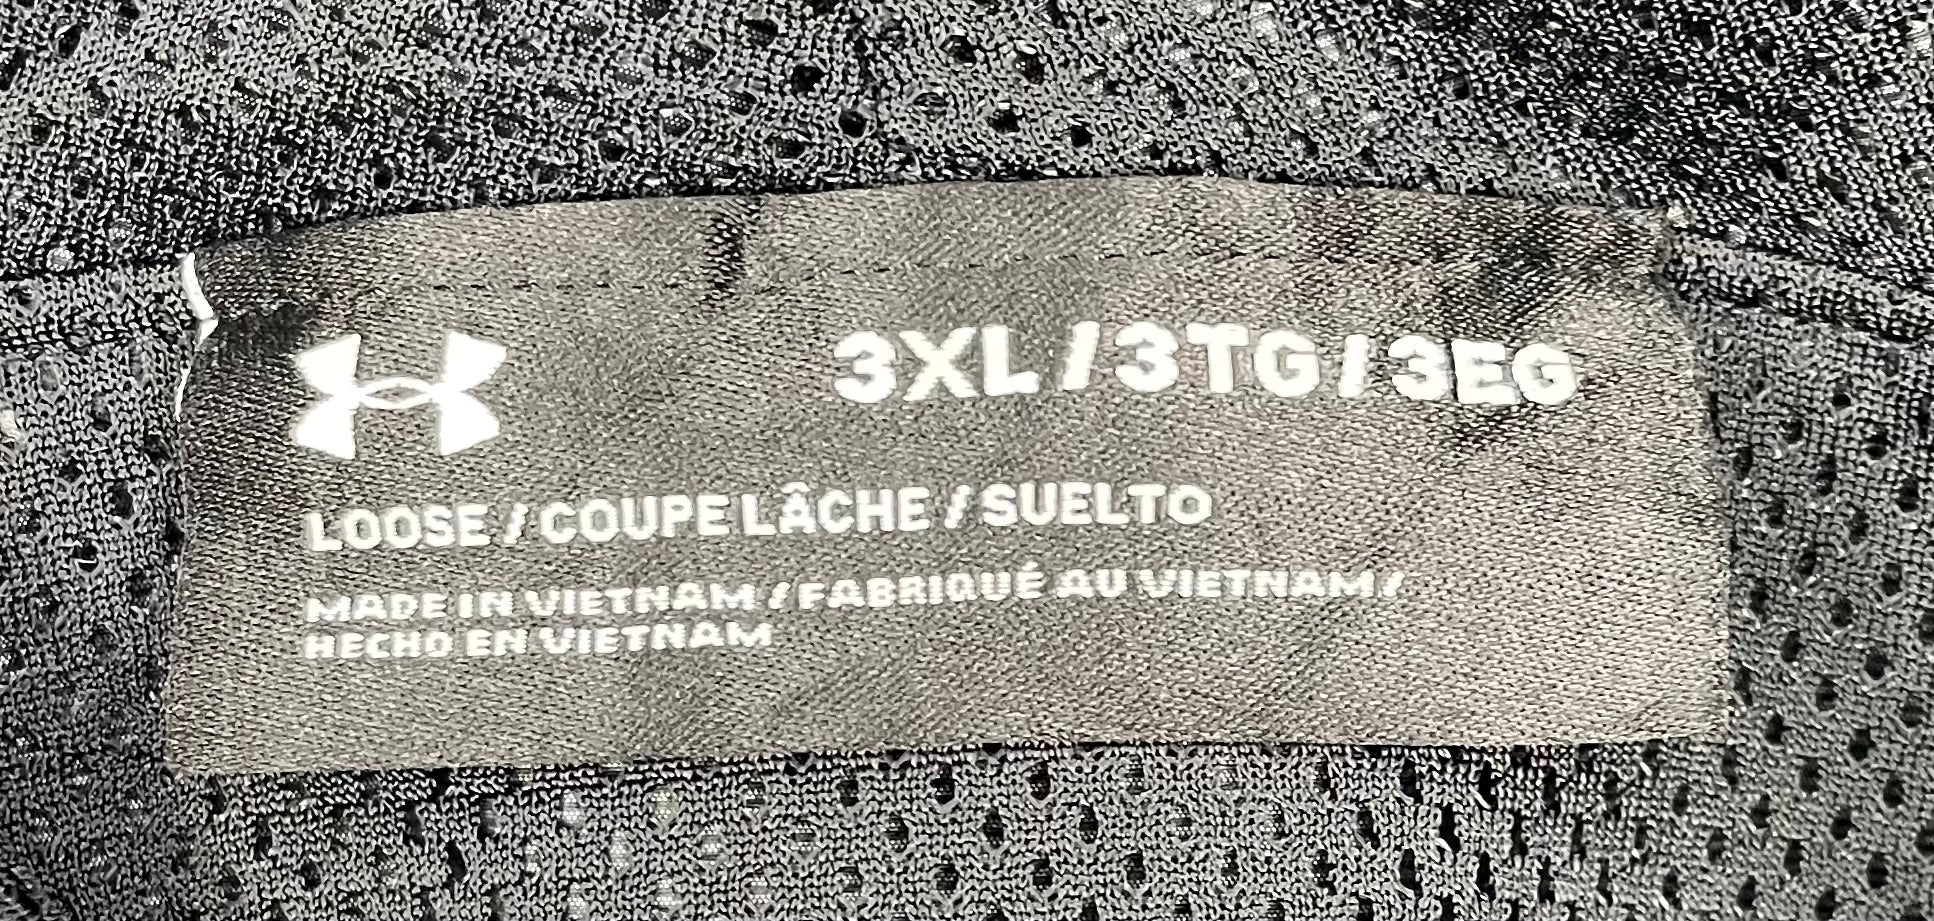 3XL / 3TG / 3EG
LOOSE / COUPE LÂCHE / SUELTO
MADE IN VIETNAM / FABRIQUÉ AU VIETNAM /
HECHO EN VIETNAM